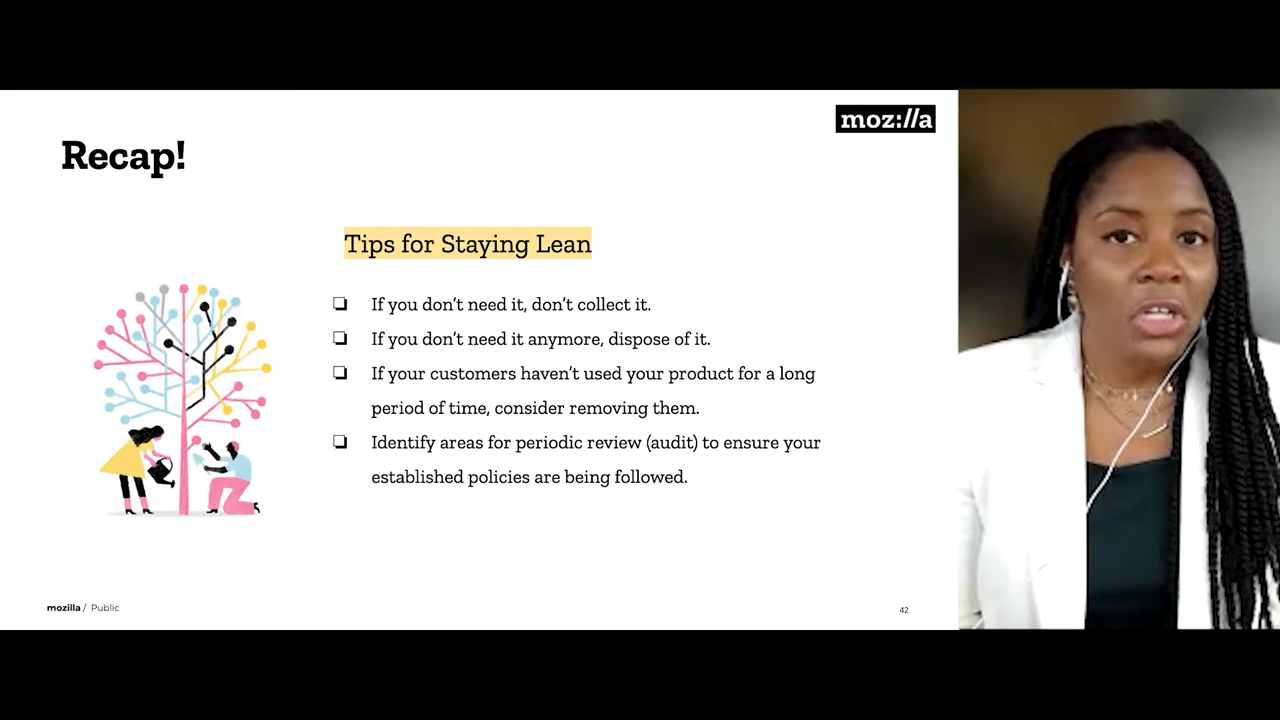 moz://a
Recap!
Tips for Staying Lean
❏ If you don’t need it, don’t collect it.
❏ If you don’t need it anymore, dispose of it.
❏ If your customers haven’t used your product for a long
period of time, consider removing them.
❏ Identify areas for periodic review (audit) to ensure your
established policies are being followed.
mozilla / Public
42